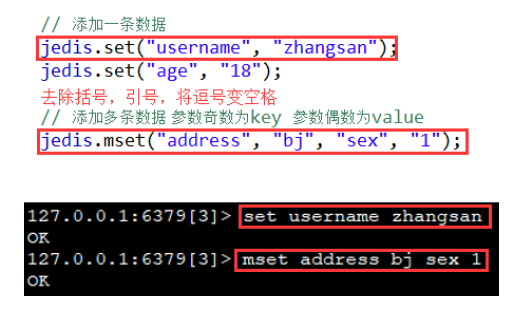 // 添加一条数据
jedis.set("username", "zhangsan");
jedis.set("age", "18");
去除括号，引号，将逗号变空格
// 添加多条数据 参数奇数为key 参数偶数为value
jedis.mset("address", "bj", "sex", "1");
127.0.0.1:6379[3]> set username zhangsan
OK
127.0.0.1:6379[3]> mset address bj sex 1
OK